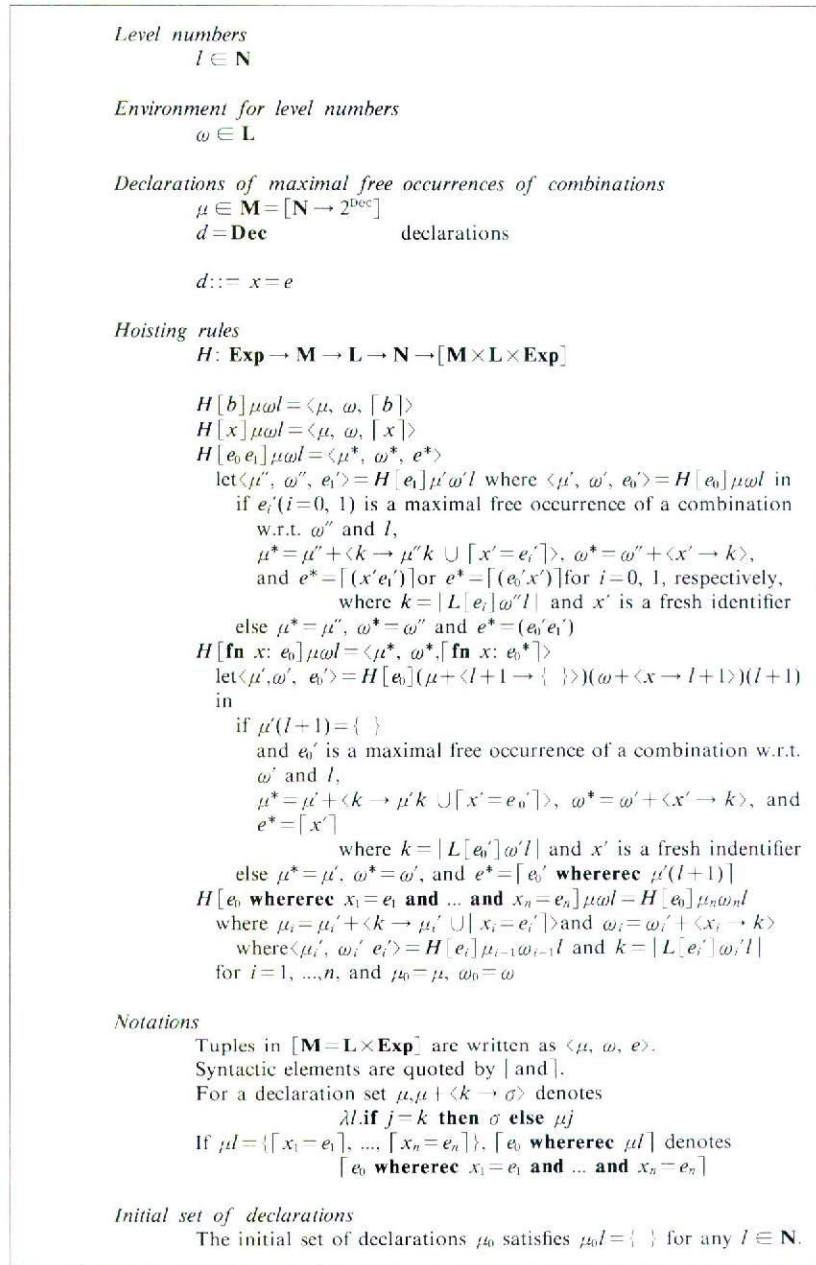 Level numbers
l ∈ N
Environment for level numbers
ω ∈ L
Declarations of maximal free occurrences of combinations
μ ∈ M=[N → 2^Dec]
d = Dec declarations
d::= x = e
Hoisting rules
H: Exp → M → L → N → [M×L×Exp]
H[b]μωl=⟨μ, ω, ⌈b⌉⟩
H[x]μωl=⟨μ, ω, ⌈x⌉⟩
H[e₀e₁]μωl=⟨μ*, ω*, e*⟩
let⟨μ″, ω″, e₁′⟩=H[e₁]μ′ω′l where ⟨μ′, ω′, e₀′⟩=H[e₀]μωl in
if eᵢ′(i=0, 1) is a maximal free occurrence of a combination
w.r.t. ω″ and l,
μ*=μ″+⟨k → μ″k ∪ ⌈x′=eᵢ′⌉⟩, ω*=ω″+⟨x′→ k⟩,
and e*=⌈(x′e₁′)⌉or e*=⌈(e₀′x′)⌉for i=0, 1, respectively,
where k=|L[eᵢ]ω″l| and x′ is a fresh identifier
else μ*=μ″, ω*=ω″ and e*=(e₀′e₁′)
H[fn x: e₀]μωl=⟨μ*, ω*,⌈fn x: e₀*⌉⟩
let⟨μ′,ω′, e₀′⟩=H[e₀](μ+⟨l+1→{ }⟩)(ω+⟨x→l+1⟩)(l+1)
in
if μ′(l+1)={ }
and e₀′ is a maximal free occurrence of a combination w.r.t.
ω′ and l,
μ*=μ′+⟨k → μ′k ∪⌈x′=e₀′⌉⟩, ω*=ω′+⟨x′→ k⟩, and
e*=⌈x′⌉
where k=|L[e₀′]ω′l| and x′ is a fresh indentifier
else μ*=μ′, ω*=ω′, and e*=⌈e₀′ whererec μ′(l+1)⌉
H[e₀ whererec x₁=e₁ and ... and xₙ=eₙ]μωl=H[e₀]μₙωₙl
where μᵢ=μᵢ′+⟨k → μᵢ′ ∪⌈xᵢ=eᵢ′⌉⟩and ωᵢ=ωᵢ′+⟨xᵢ → k⟩
where⟨μᵢ′, ωᵢ′ eᵢ′⟩=H[eᵢ]μᵢ₋₁ωᵢ₋₁l and k=|L[eᵢ′]ωᵢ′l|
for i=1, ...,n, and μ₀=μ, ω₀=ω
Notations
Tuples in [M=L×Exp] are written as ⟨μ, ω, e⟩.
Syntactic elements are quoted by ⌈ and ⌉.
For a declaration set μ,μ+⟨k → σ⟩ denotes
λl.if j=k then σ else μj
If μl={⌈x₁=e₁⌉, ..., ⌈xₙ=eₙ⌉}, ⌈e₀ whererec μl⌉ denotes
⌈e₀ whererec x₁=e₁ and ... and xₙ=eₙ⌉
Initial set of declarations
The initial set of declarations μ₀ satisfies μ₀l={ } for any l ∈ N.